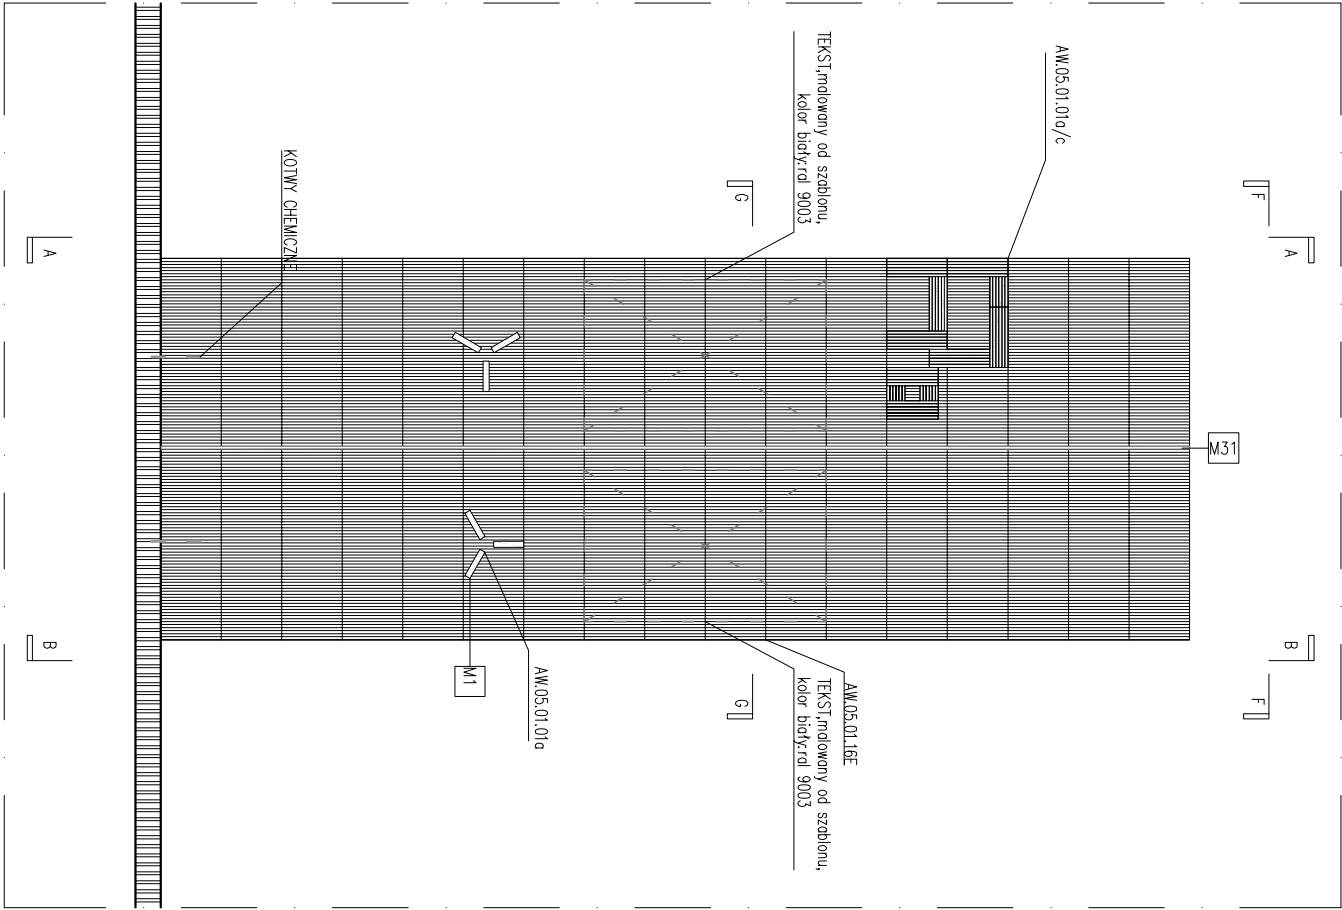 AW.05.01.01a/c
TEKST,malowany od szablonu,
kolor biały:ral 9003
KOTWY CHEMICZNE
F
G
A
A
M31
B
B
M1
AW.05.01.01a
AW.05.01.16E
TEKST,malowany od szablonu,
kolor biały:ral 9003
F
G